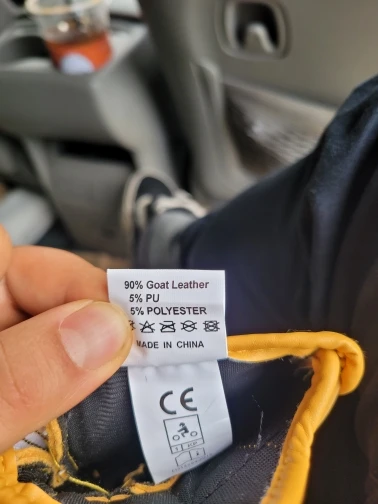 90% Goat Leather
5% PU
5% POLYESTER
MADE IN CHINA
CE